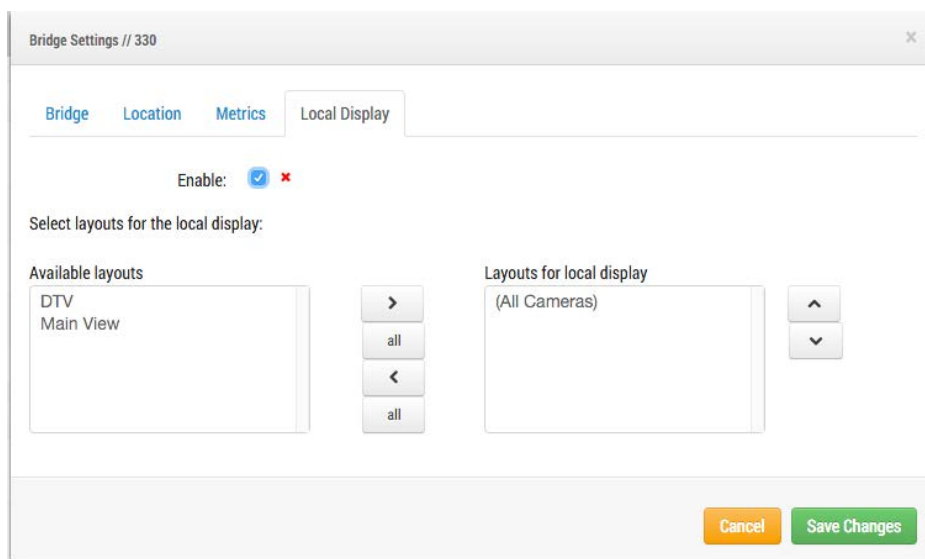 Bridge Settings // 330
Bridge Location Metrics Local Display
Enable:
Select layouts for the local display:
Available layouts
DTV
Main View
all
all
Layouts for local display
(All Cameras)
Cancel Save Changes